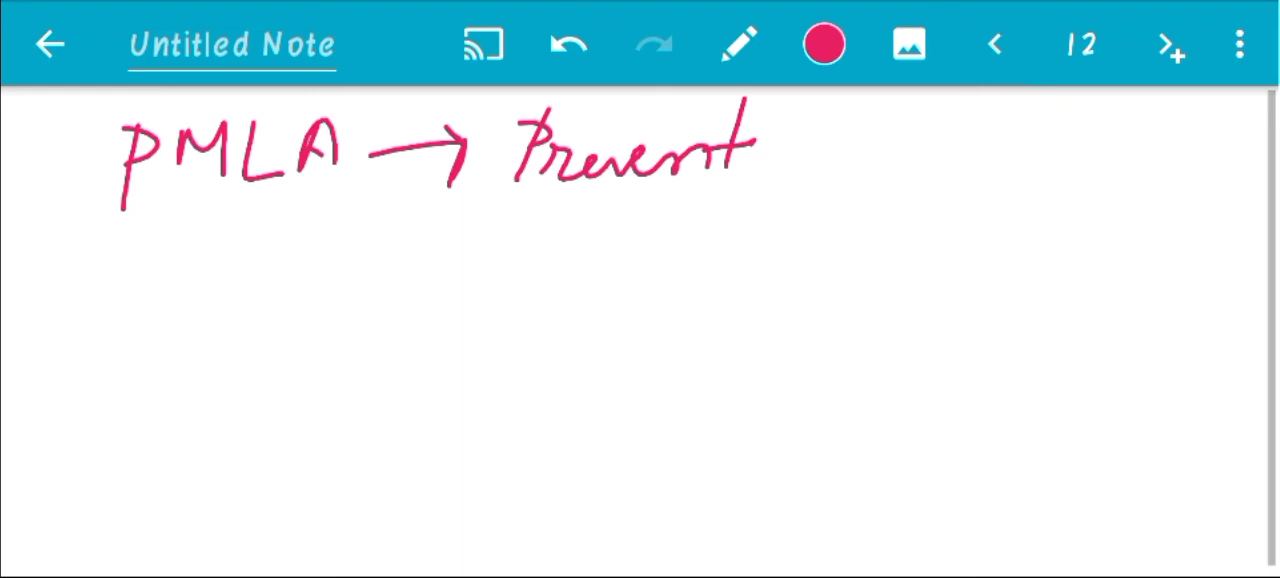 Untitled Note 12
PMLA → Prevent